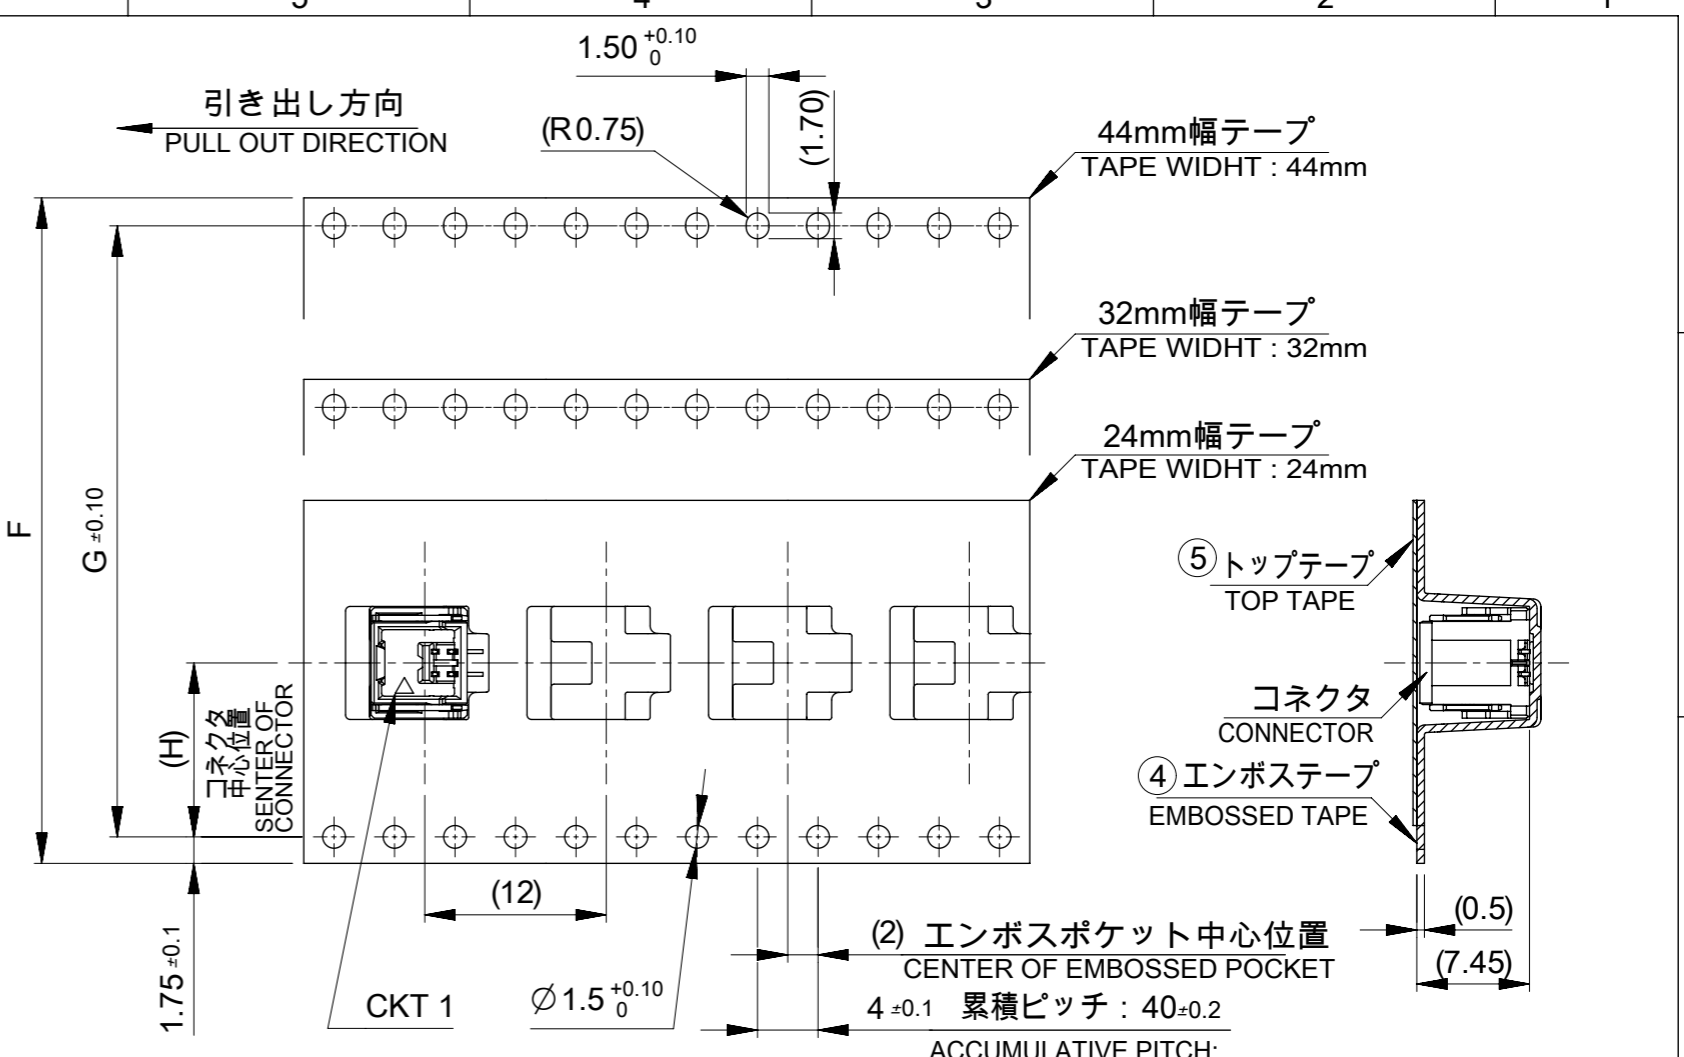 1.50 +0.10 0
引き出し方向
PULL OUT DIRECTION
(R0.75)
(1.70)
44mm幅テープ
TAPE WIDHT : 44mm
32mm幅テープ
TAPE WIDHT : 32mm
24mm幅テープ
TAPE WIDHT : 24mm
F
G ±0.10
(H)
コネクタ
中心位置
SENTER OF
CONNECTOR
1.75 ±0.1
CKT 1
(12)
∅1.5 +0.10 0
(2) エンボスポケット中心位置
CENTER OF EMBOSSED POCKET
4 ±0.1 累積ピッチ : 40±0.2
ACCUMULATIVE PITCH:
⑤ トップテープ
TOP TAPE
コネクタ
CONNECTOR
④ エンボステープ
EMBOSSED TAPE
(0.5)
(7.45)